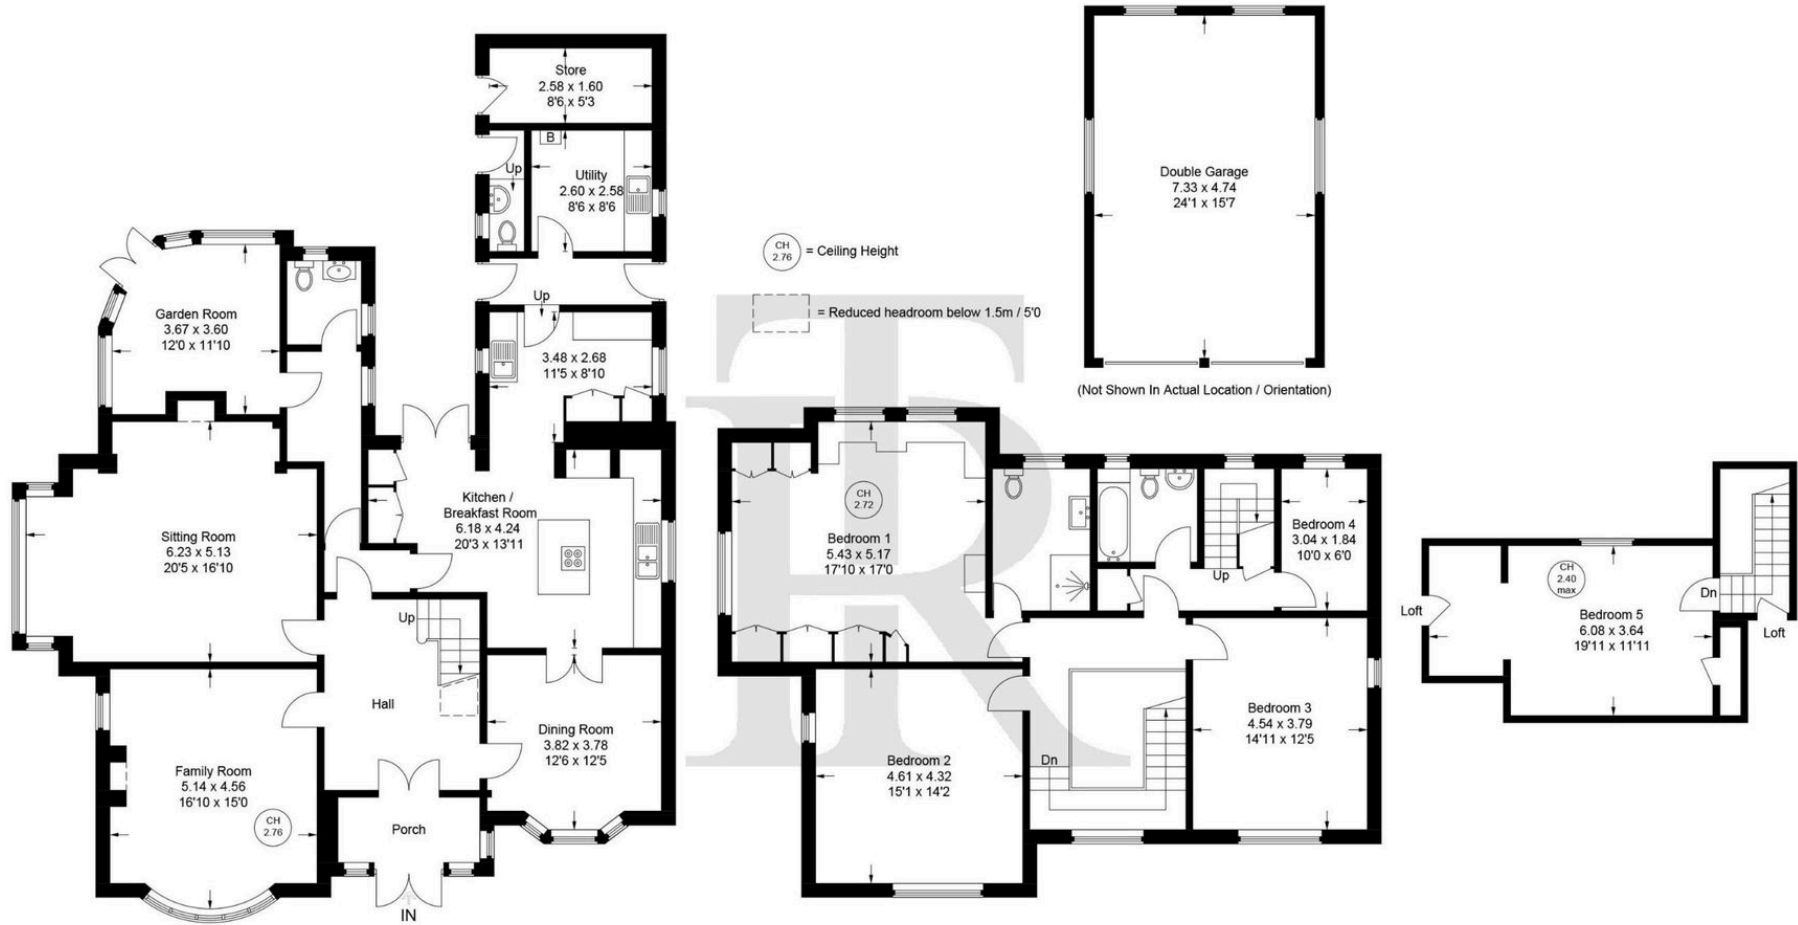 Store
2.58 x 1.60
8'6 x 5'3
B
Up
Utility
2.60 x 2.58
8'6 x 8'6
Up
3.48 x 2.68
11'5 x 8'10
Garden Room
3.67 x 3.60
12'0 x 11'10
Sitting Room
6.23 x 5.13
20'5 x 16'10
Kitchen /
Breakfast Room
6.18 x 4.24
20'3 x 13'11
Up
Hall
Dining Room
3.82 x 3.78
12'6 x 12'5
Family Room
5.14 x 4.56
16'10 x 15'0
CH
2.76
Porch
IN
CH
2.76
= Ceiling Height
= Reduced headroom below 1.5m / 5'0
Double Garage
7.33 x 4.74
24'1 x 15'7
(Not Shown In Actual Location / Orientation)
CH
2.72
Bedroom 1
5.43 x 5.17
17'10 x 17'0
Up
Bedroom 4
3.04 x 1.84
10'0 x 6'0
Bedroom 2
4.61 x 4.32
15'1 x 14'2
Dn
Bedroom 3
4.54 x 3.79
14'11 x 12'5
CH
2.40
max
Loft
Bedroom 5
6.08 x 3.64
19'11 x 11'11
Dn
Loft
TR